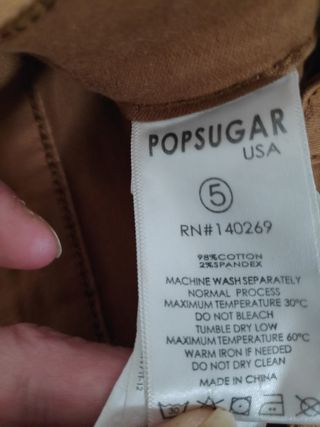 POPSUGAR
USA
5
RN#140269
98%COTTON
2%SPANDEX
MACHINE WASH SEPARATELY
NORMAL PROCESS
MAXIMUM TEMPERATURE 30°C
DO NOT BLEACH
TUMBLE DRY LOW
MAXIMUM TEMPERATURE 60°C
WARM IRON IF NEEDED
DO NOT DRY CLEAN
MADE IN CHINA
30